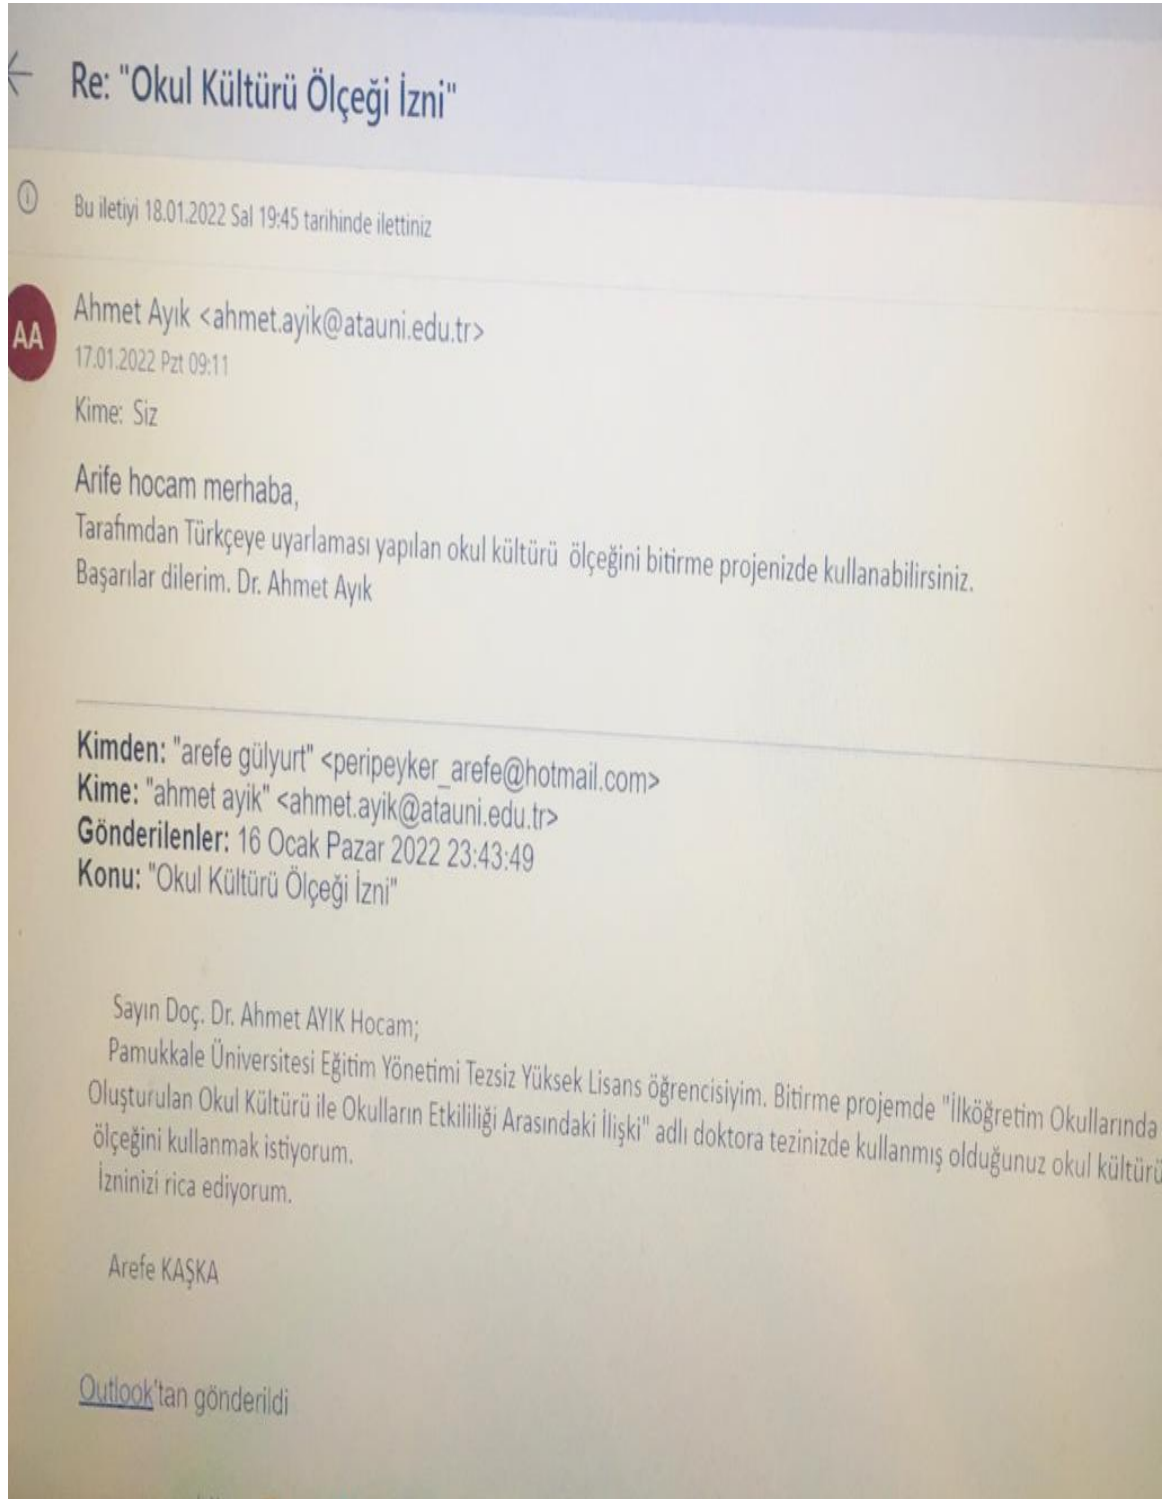 Re: "Okul Kültürü Ölçeği İzni"
Bu iletiyi 18.01.2022 Sal 19:45 tarihinde ilettiniz
AA
Ahmet Ayık <ahmet.ayik@atauni.edu.tr>
17.01.2022 Pzt 09:11
Kime: Siz
Arife hocam merhaba,
Tarafımdan Türkçeye uyarlaması yapılan okul kültürü ölçeğini bitirme projenizde kullanabilirsiniz.
Başarılar dilerim. Dr. Ahmet Ayık
Kimden: "arefe gülyurt" <peripeyker_arefe@hotmail.com>
Kime: "ahmet ayik" <ahmet.ayik@atauni.edu.tr>
Gönderilenler: 16 Ocak Pazar 2022 23:43:49
Konu: "Okul Kültürü Ölçeği İzni"
Sayın Doç. Dr. Ahmet AYIK Hocam;
Pamukkale Üniversitesi Eğitim Yönetimi Tezsiz Yüksek Lisans öğrencisiyim. Bitirme projemde "İlköğretim Okullarında
Oluşturulan Okul Kültürü ile Okulların Etkililiği Arasındaki İlişki" adlı doktora tezinizde kullanmış olduğunuz okul kültürü
ölçeğini kullanmak istiyorum.
İzninizi rica ediyorum.
Arefe KAŞKA
Outlook'tan gönderildi